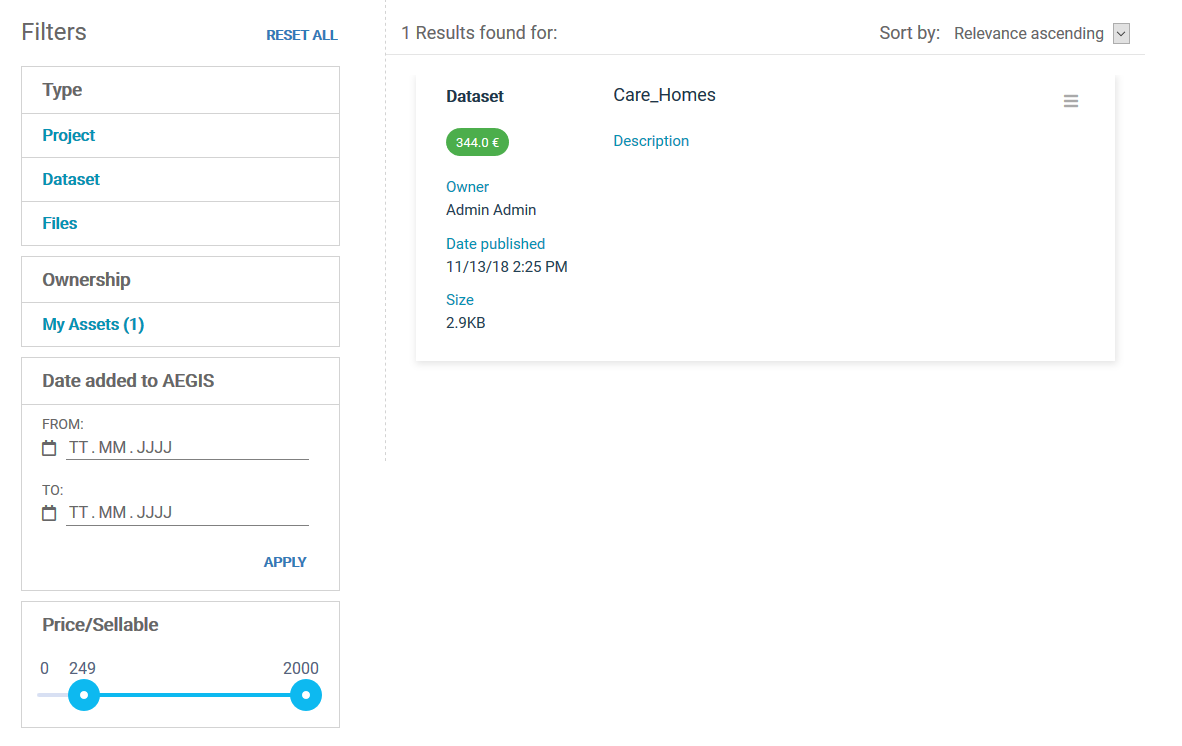 Filters
RESET ALL
Type
Project
Dataset
Files
Ownership
My Assets (1)
Date added to AEGIS
FROM:
TT . MM . JJJJ
TO:
TT . MM . JJJJ
APPLY
Price/Sellable
0 249 2000
1 Results found for:
Sort by: Relevance ascending
Dataset
344.0 €
Owner
Admin Admin
Date published
11/13/18 2:25 PM
Size
2.9KB
Care_Homes
Description